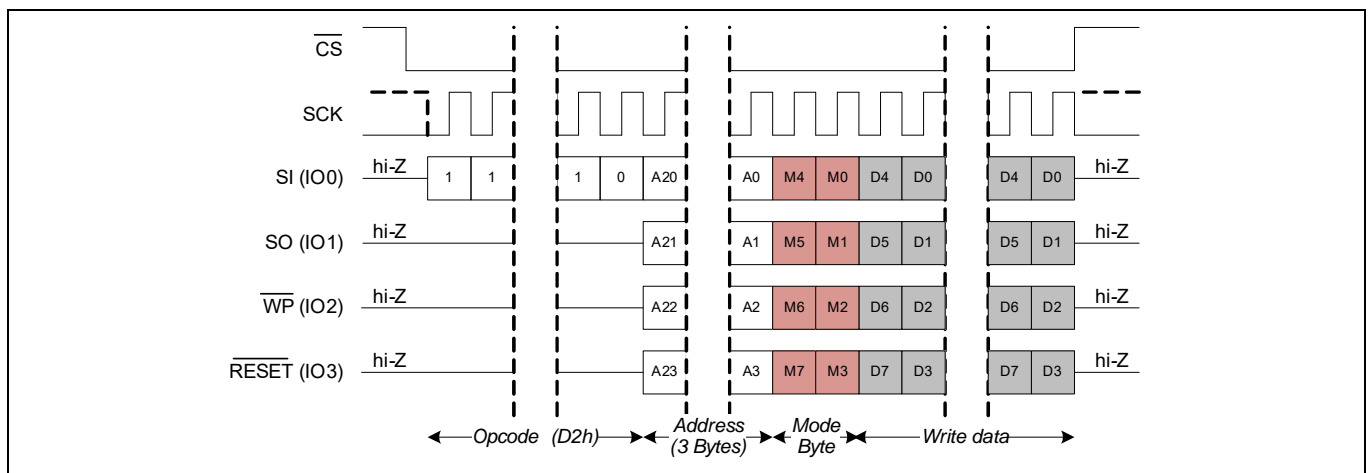 CS
SCK
SI (IO0) hi-Z 1 1 1 0 A20 A0 M4 M0 D4 D0 D4 D0 hi-Z
SO (IO1) hi-Z A21 A1 M5 M1 D5 D1 D5 D1 hi-Z
WP (IO2) hi-Z A22 A2 M6 M2 D6 D2 D6 D2 hi-Z
RESET (IO3) hi-Z A23 A3 M7 M3 D7 D3 D7 D3 hi-Z
Opcode (D2h) Address (3 Bytes) Mode Byte Write data